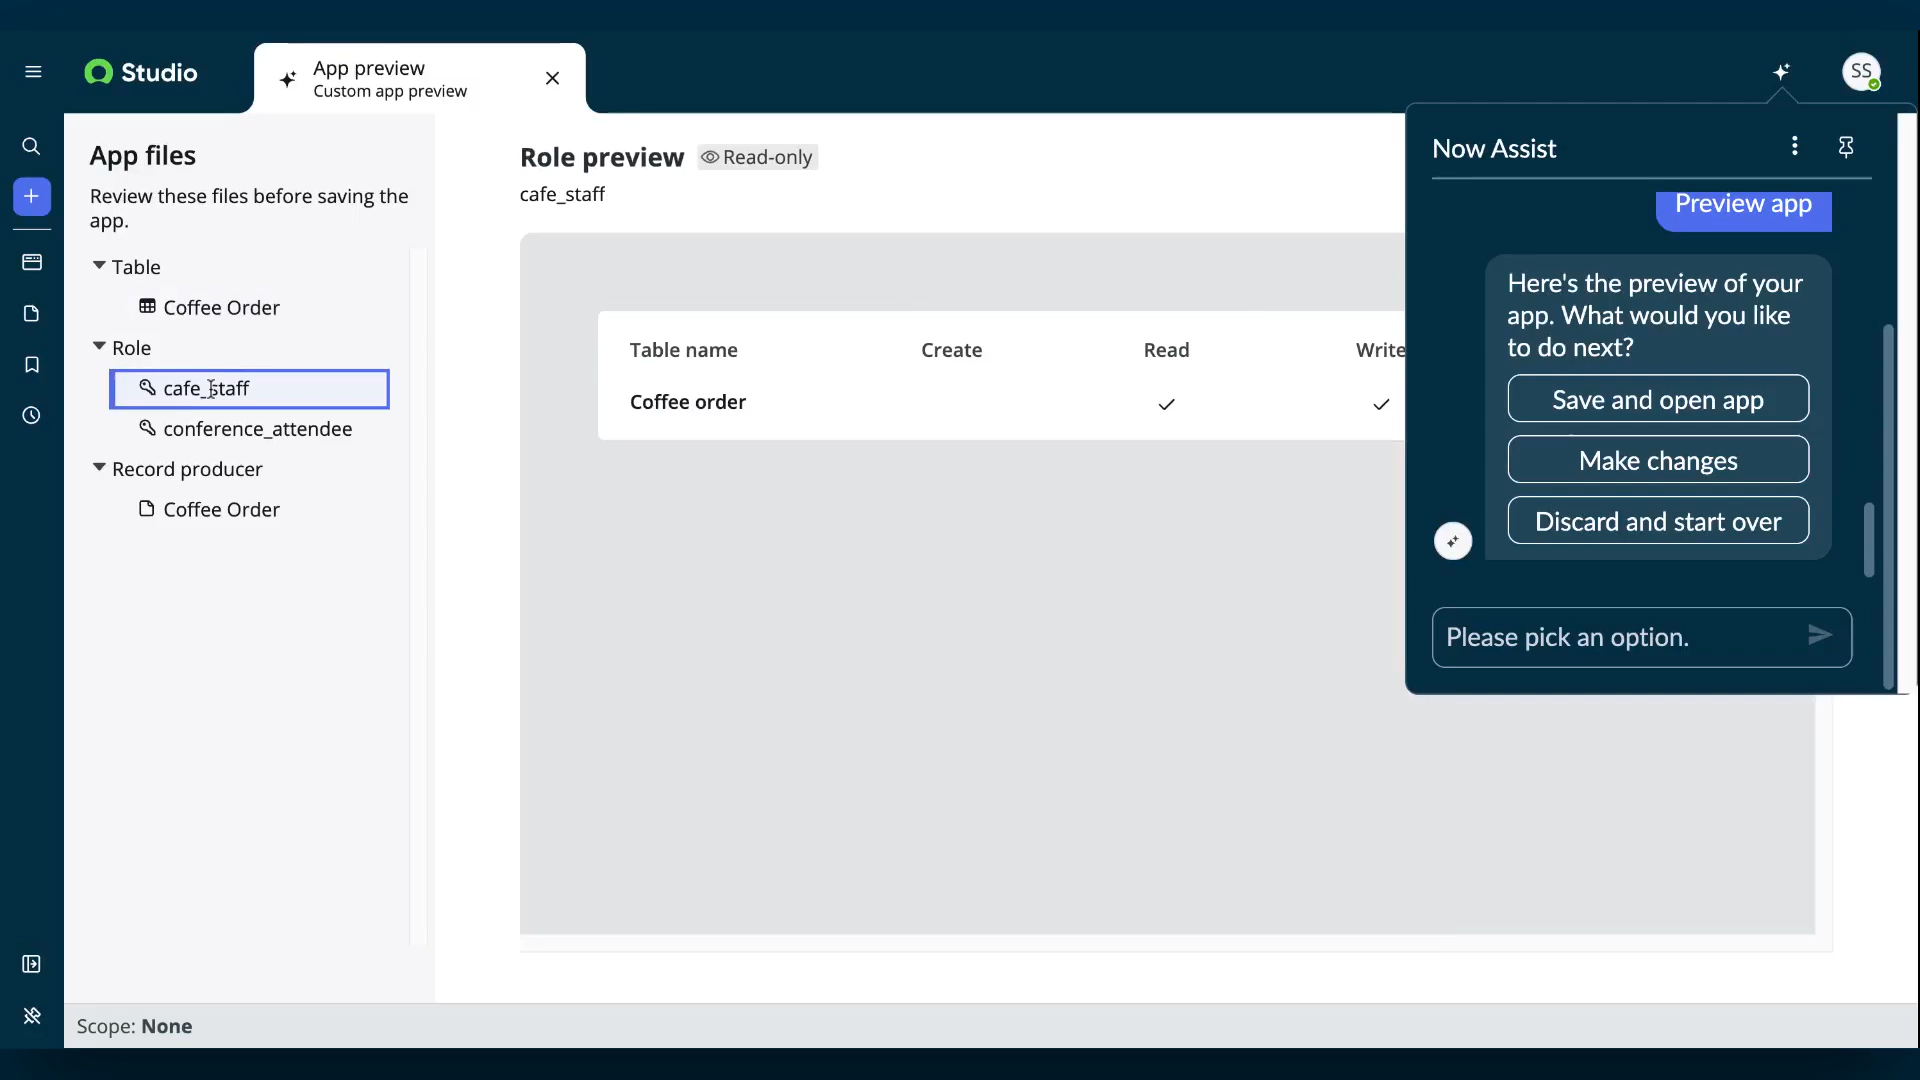 Studio
App preview
Custom app preview
SS
App files
Review these files before saving the
app.
Table
Coffee Order
Role
cafe_staff
conference_attendee
Record producer
Coffee Order
Role preview
Read-only
cafe_staff
Table name Create Read Write
Coffee order
Now Assist
Preview app
Here's the preview of your
app. What would you like
to do next?
Save and open app
Make changes
Discard and start over
Please pick an option.
Scope: None